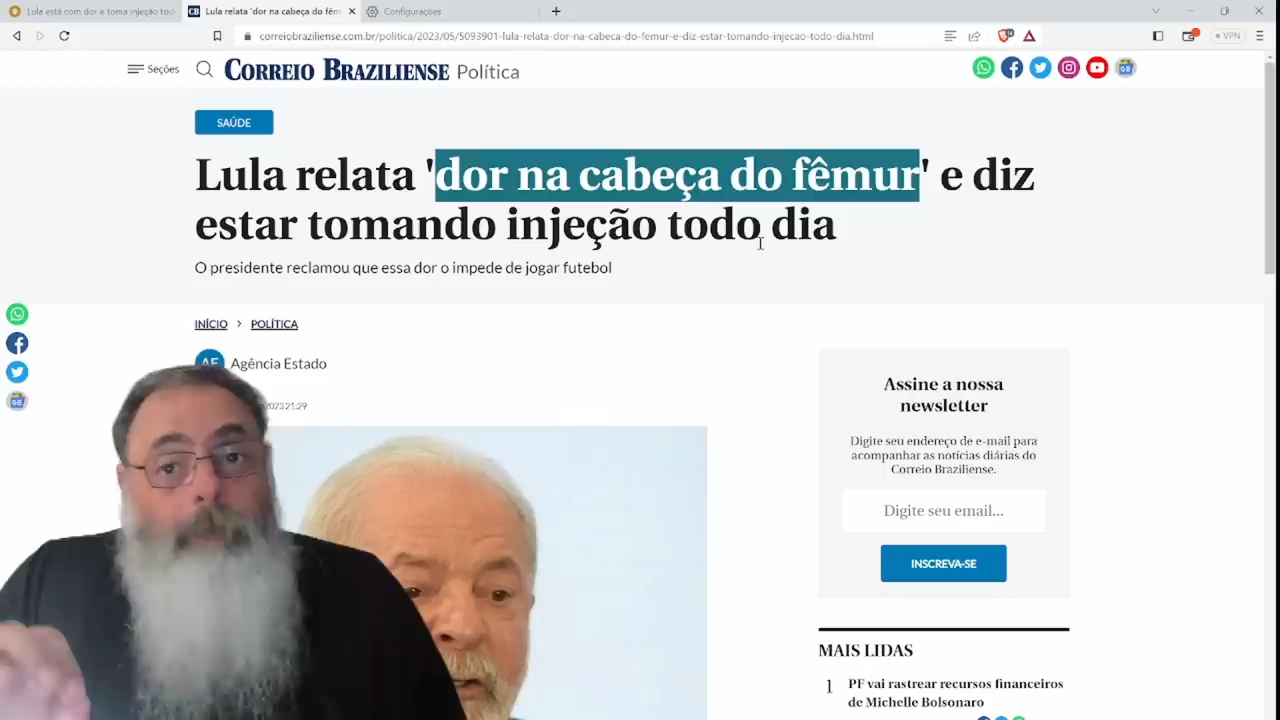 Lula está com dor e toma injeção tod
Lula relata 'dor na cabeça do fêm
Configurações
correiobraziliense.com.br/politica/2023/05/5093901-lula-relata-dor-na-cabeca-do-femur-e-diz-estar-tomando-injecao-todo-dia.html
VPN
Seções
CORREIO BRAZILIENSE Política
SAÚDE
Lula relata 'dor na cabeça do fêmur' e diz
estar tomando injeção todo dia
O presidente reclamou que essa dor o impede de jogar futebol
INÍCIO > POLÍTICA
AE Agência Estado
2023 21:29
Assine a nossa
newsletter
Digite seu endereço de e-mail para
acompanhar as notícias diárias do
Correio Braziliense.
Digite seu email...
INSCREVA-SE
MAIS LIDAS
1 PF vai rastrear recursos financeiros
de Michelle Bolsonaro